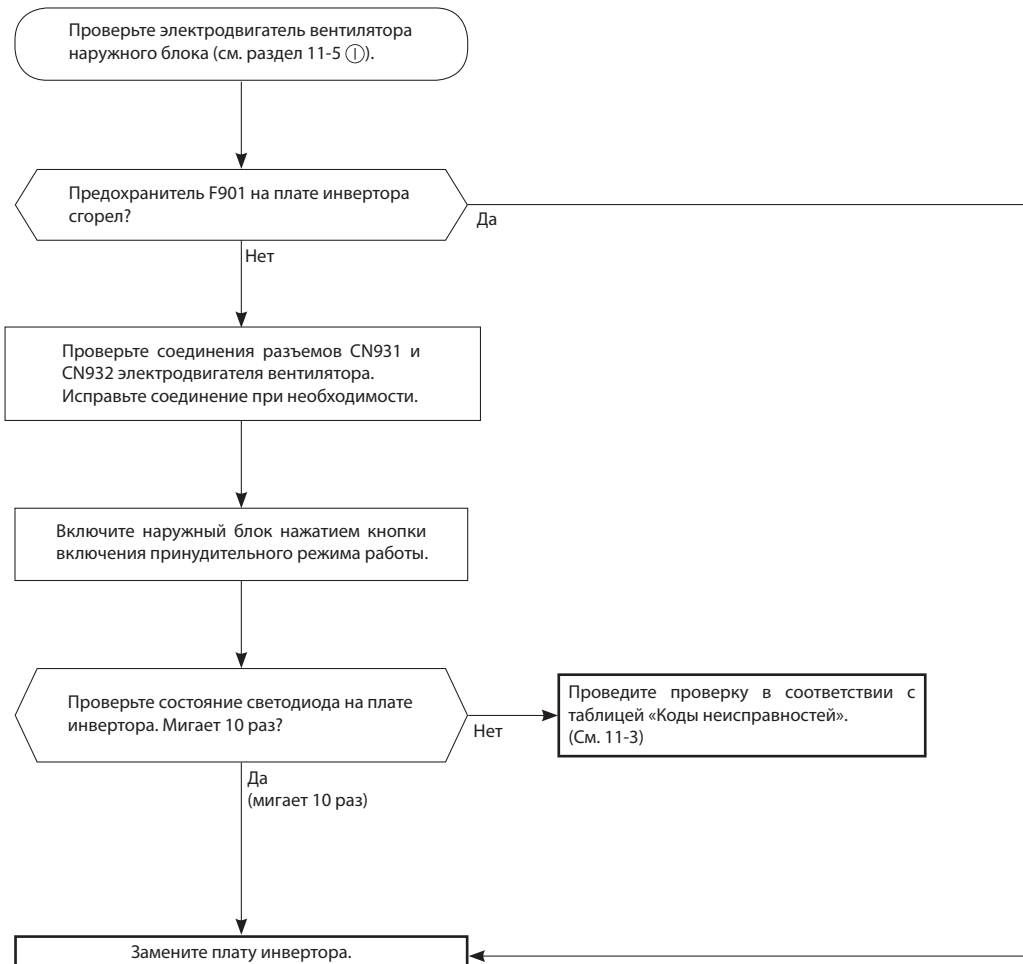 Проверьте электродвигатель вентилятора
наружного блока (см. раздел 11-5 Ⓘ).
Предохранитель F901 на плате инвертора
сгорел?
Да
Нет
Проверьте соединения разъемов CN931 и
CN932 электродвигателя вентилятора.
Исправьте соединение при необходимости.
Включите наружный блок нажатием кнопки
включения принудительного режима работы.
Проверьте состояние светодиода на плате
инвертора. Мигает 10 раз?
Нет
Проведите проверку в соответствии с
таблицей «Коды неисправностей».
(См. 11-3)
Да
(мигает 10 раз)
Замените плату инвертора.